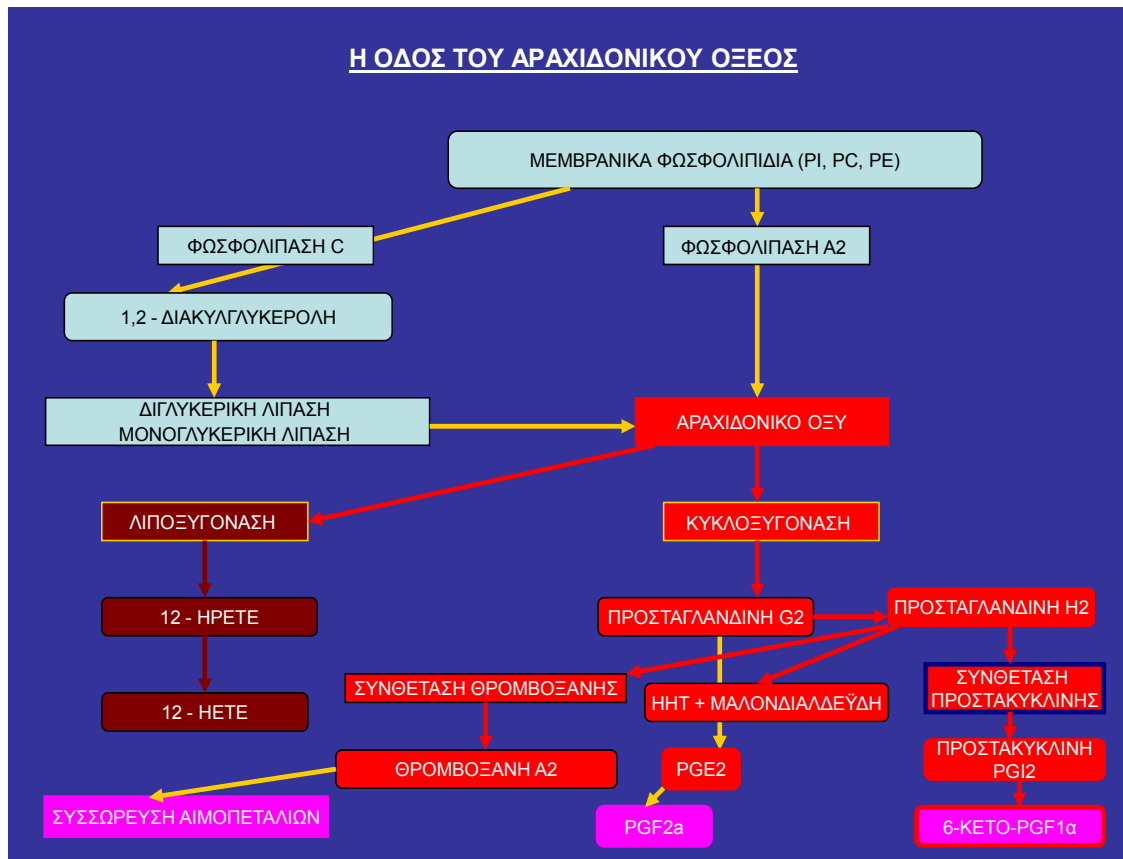 Η ΟΔΟΣ ΤΟΥ ΑΡΑΧΙΔΟΝΙΚΟΥ ΟΞΕΟΣ
ΜΕΜΒΡΑΝΙΚΑ ΦΩΣΦΟΛΙΠΙΔΙΑ (PI, PC, PE)
ΦΩΣΦΟΛΙΠΑΣΗ C
ΦΩΣΦΟΛΙΠΑΣΗ Α2
1,2 - ΔΙΑΚΥΛΓΛΥΚΕΡΟΛΗ
ΔΙΓΛΥΚΕΡΙΚΗ ΛΙΠΑΣΗ
ΜΟΝΟΓΛΥΚΕΡΙΚΗ ΛΙΠΑΣΗ
ΑΡΑΧΙΔΟΝΙΚΟ ΟΞΥ
ΛΙΠΟΞΥΓΟΝΑΣΗ
ΚΥΚΛΟΞΥΓΟΝΑΣΗ
12 - HPETE
ΠΡΟΣΤΑΓΛΑΝΔΙΝΗ G2
ΠΡΟΣΤΑΓΛΑΝΔΙΝΗ H2
ΣΥΝΘΕΤΑΣΗ ΘΡΟΜΒΟΞΑΝΗΣ
HHT + ΜΑΛΟΝΔΙΑΛΔΕΫΔΗ
ΣΥΝΘΕΤΑΣΗ
ΠΡΟΣΤΑΚΥΚΛΙΝΗΣ
12 - HETE
ΘΡΟΜΒΟΞΑΝΗ Α2
PGE2
ΠΡΟΣΤΑΚΥΚΛΙΝΗ
PGI2
ΣΥΣΣΩΡΕΥΣΗ ΑΙΜΟΠΕΤΑΛΙΩΝ
PGF2a
6-ΚΕΤΟ-PGF1α